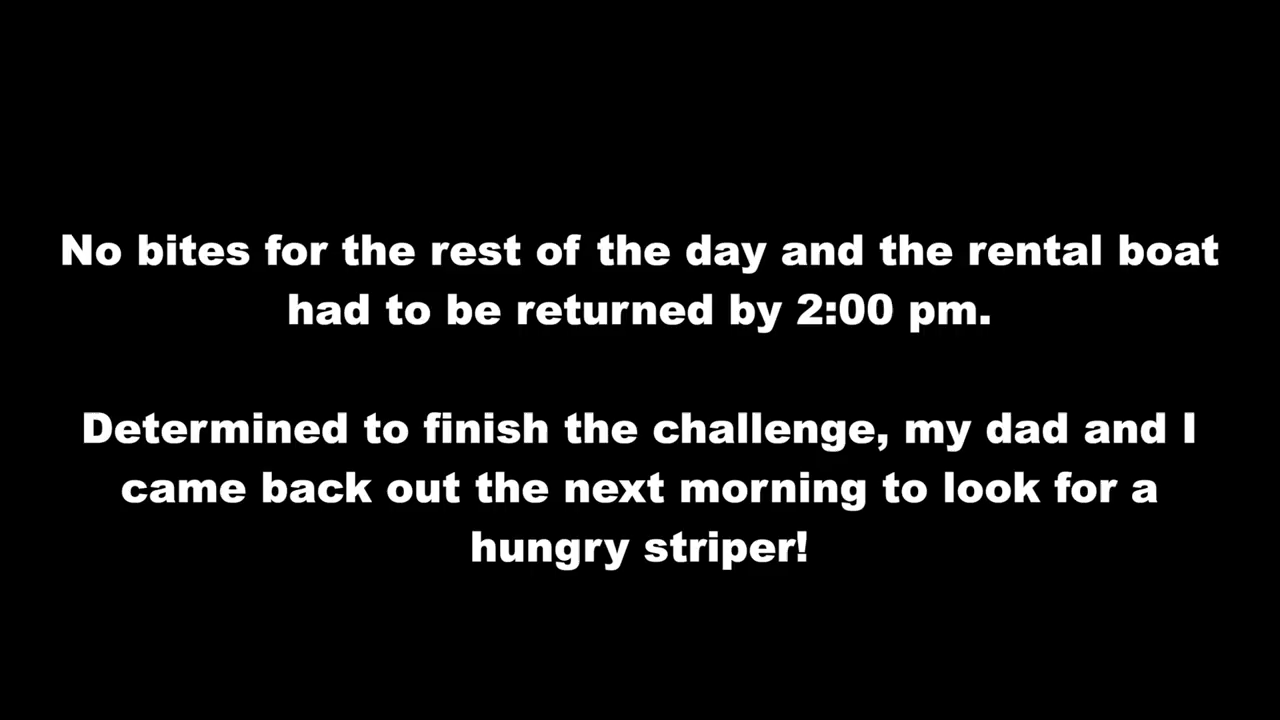 No bites for the rest of the day and the rental boat
had to be returned by 2:00 pm.
Determined to finish the challenge, my dad and I
came back out the next morning to look for a
hungry striper!